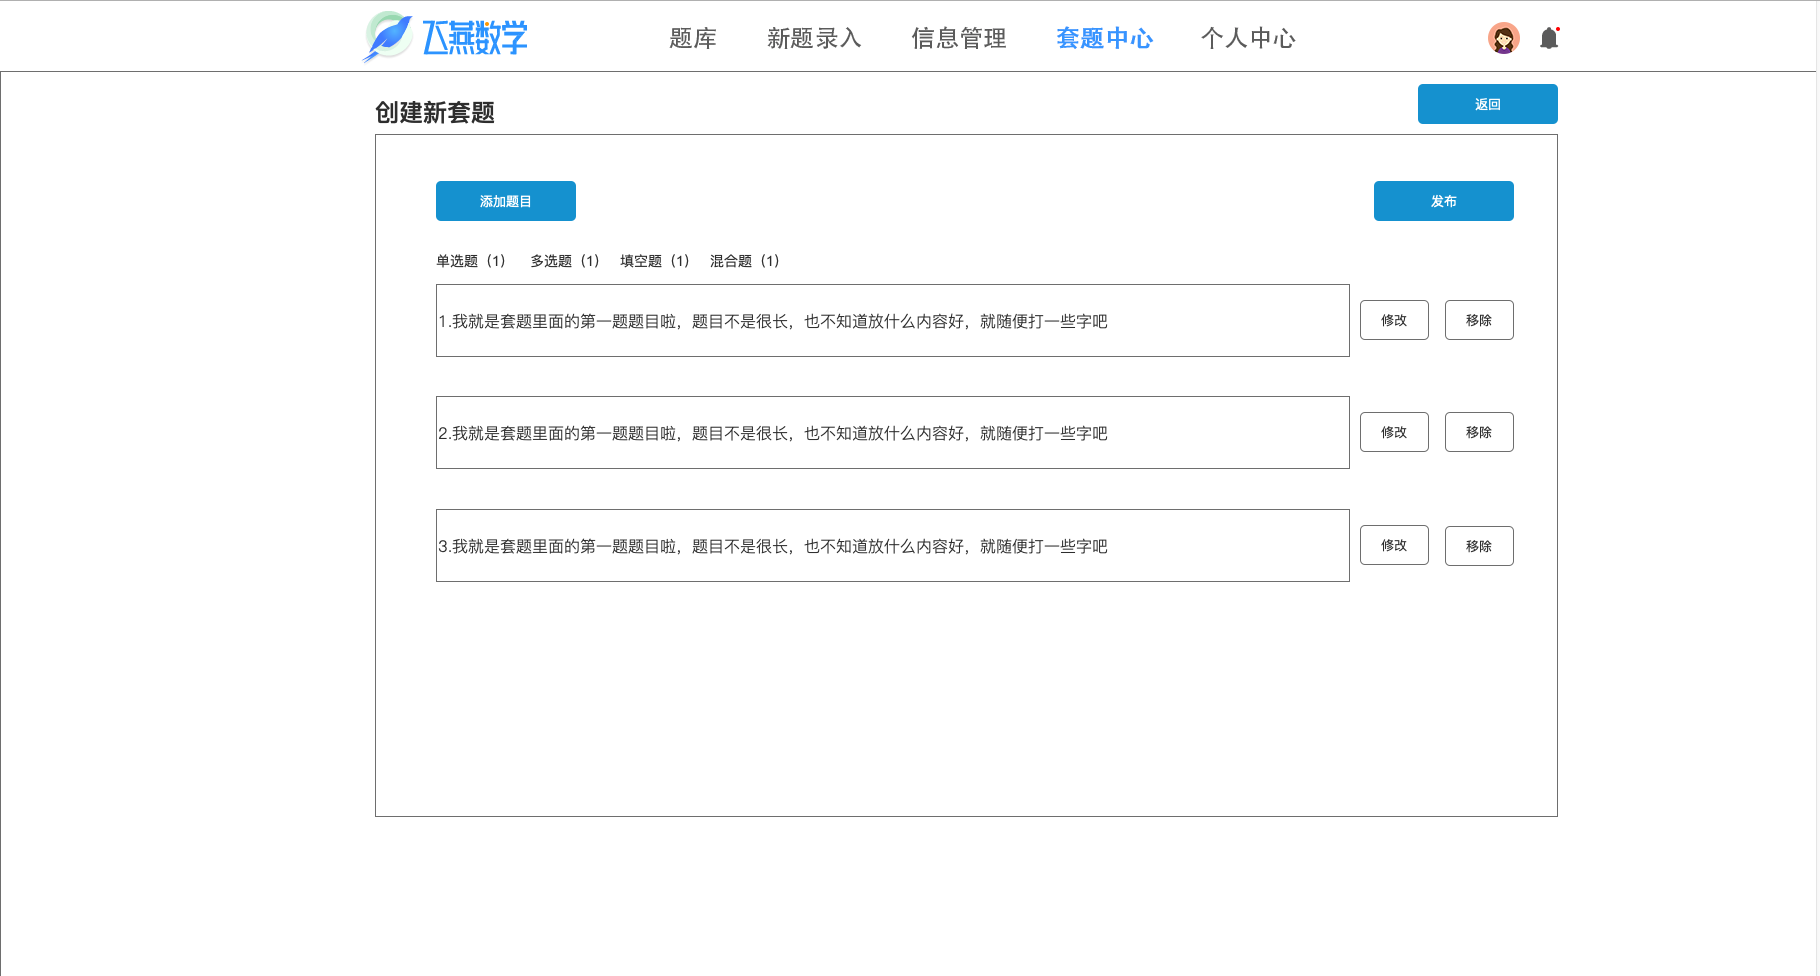 飞燕数学 题库 新题录入 信息管理 套题中心 个人中心
创建新套题 返回
添加题目 发布
单选题（1） 多选题（1） 填空题（1） 混合题（1）
1.我就是套题里面的第一题题目啦，题目不是很长，也不知道放什么内容好，就随便打一些字吧 修改 移除
2.我就是套题里面的第一题题目啦，题目不是很长，也不知道放什么内容好，就随便打一些字吧 修改 移除
3.我就是套题里面的第一题题目啦，题目不是很长，也不知道放什么内容好，就随便打一些字吧 修改 移除